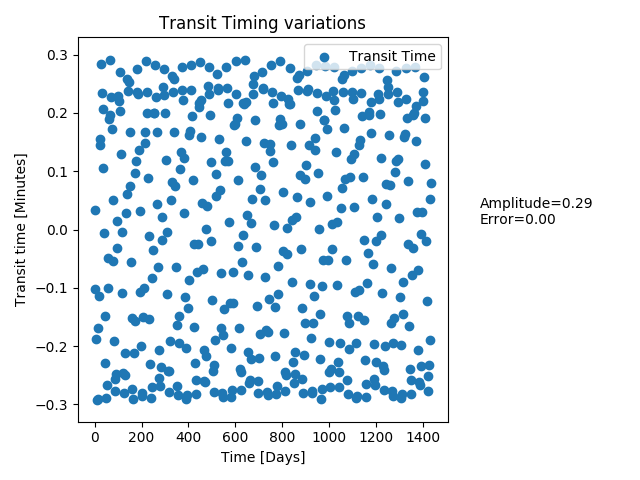 Transit Timing variations
Transit Time
0.3
0.2
0.1
0.0
−0.1
−0.2
−0.3
Transit time [Minutes]
0 200 400 600 800 1000 1200 1400
Time [Days]
Amplitude=0.29
Error=0.00